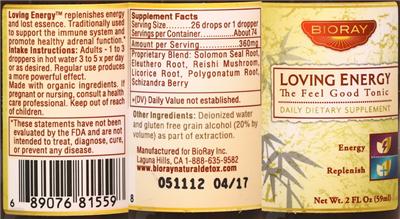 Loving Energy™ replenishes energy
and lost essence. Traditionally used
to support the immune system and
promote healthy adrenal function.*
Intake Instructions: Adults - 1 to 3
droppers in hot water 3 to 5 x per day
or as desired. Regular use produces
a more powerful effect.
Made with organic ingredients. If
pregnant or nursing, consult a health
care professional. Keep out of reach
of children.
*These statements have not been
evaluated by the FDA and are not
intended to treat, diagnose, cure,
or prevent any disease.
6 89076 81559 8
Supplement Facts
Serving Size 26 drops or 1 dropper
Servings per Container About 74
Amount per Serving 360mg
Proprietary Blend: Solomon Seal Root,
Eleuthero Root, Reishi Mushroom,
Licorice Root, Polygonatum Root,
Schizandra Berry
+(DV) Daily Value not established.
Other Ingredients: Deionized water
and gluten free grain alcohol (20% by
volume) as part of extraction.
Manufactured for BioRay Inc.
Laguna Hills, CA 1-888-635-9582
www.bioraynaturaldetox.com
051112 04/17
BIORAY
LOVING ENERGY
The Feel Good Tonic
DAILY DIETARY SUPPLEMENT
Energy
Replenish
Net Wt. 2 FL Oz (59ml)